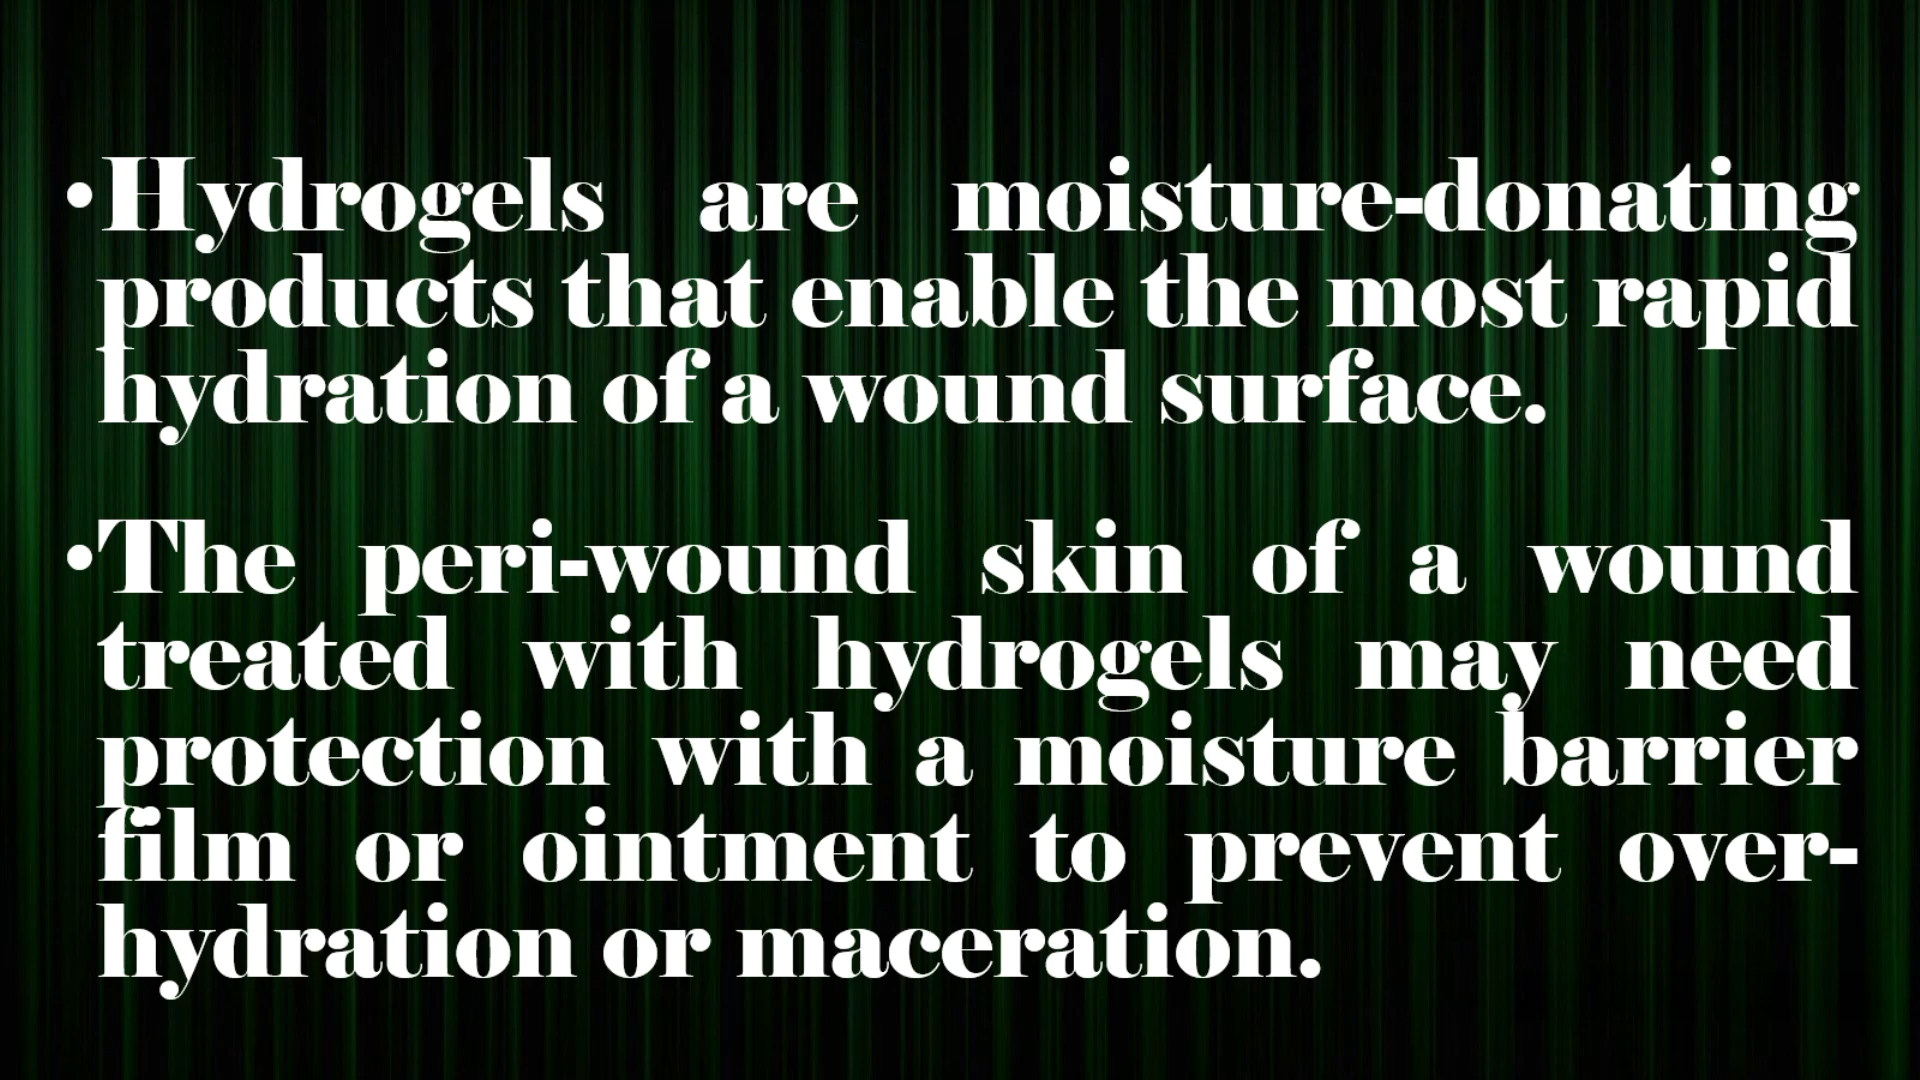 •Hydrogels are moisture-donating
products that enable the most rapid
hydration of a wound surface.
•The peri-wound skin of a wound
treated with hydrogels may need
protection with a moisture barrier
film or ointment to prevent over-
hydration or maceration.